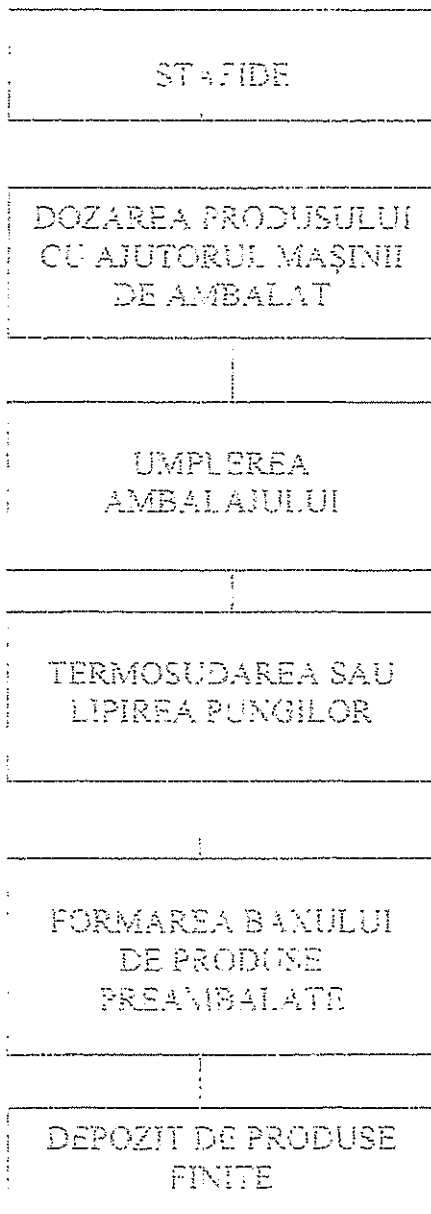 STAFIDE
DOZAREA PRODUSULUI
CU AJUTORUL MAȘINII
DE AMBALAT
UMPLEREA
AMBALAJULUI
TERMOSUDAREA SAU
LIPIREA PUNGILOR
FORMAREA BAXULUI
DE PRODUSE
PREAMBALATE
DEPOZIT DE PRODUSE
FINITE